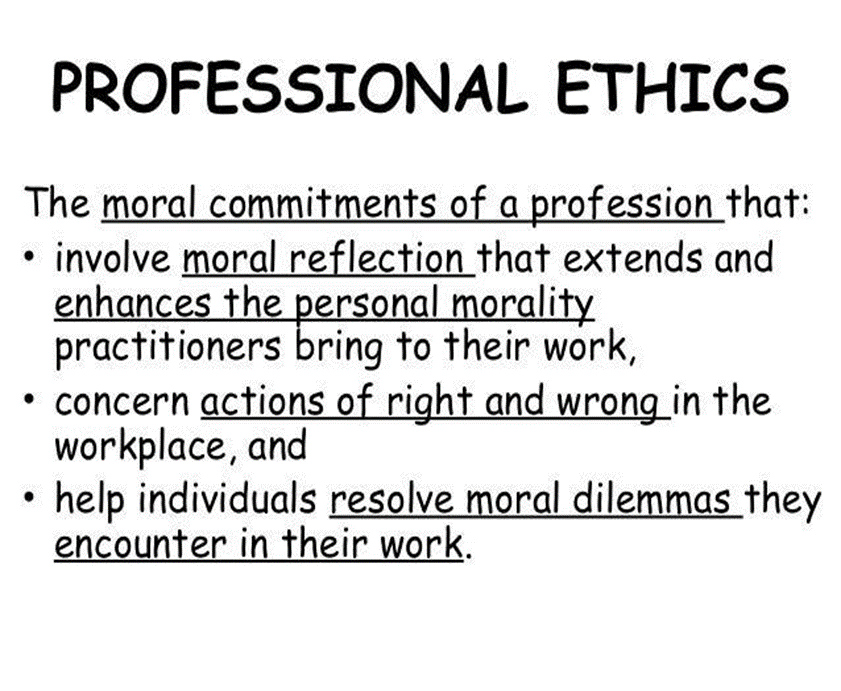 PROFESSIONAL ETHICS
The moral commitments of a profession that:
• involve moral reflection that extends and
enhances the personal morality
practitioners bring to their work,
• concern actions of right and wrong in the
workplace, and
• help individuals resolve moral dilemmas they
encounter in their work.